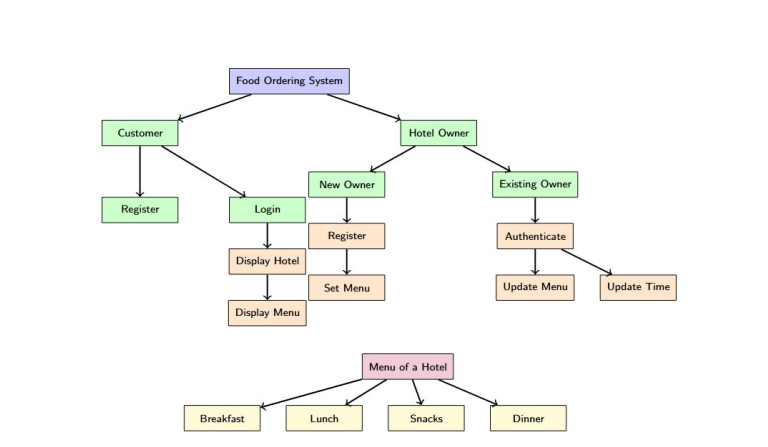 Food Ordering System
Customer
Hotel Owner
New Owner
Existing Owner
Register
Login
Register
Authenticate
Display Hotel
Set Menu
Update Menu
Update Time
Display Menu
Menu of a Hotel
Breakfast
Lunch
Snacks
Dinner